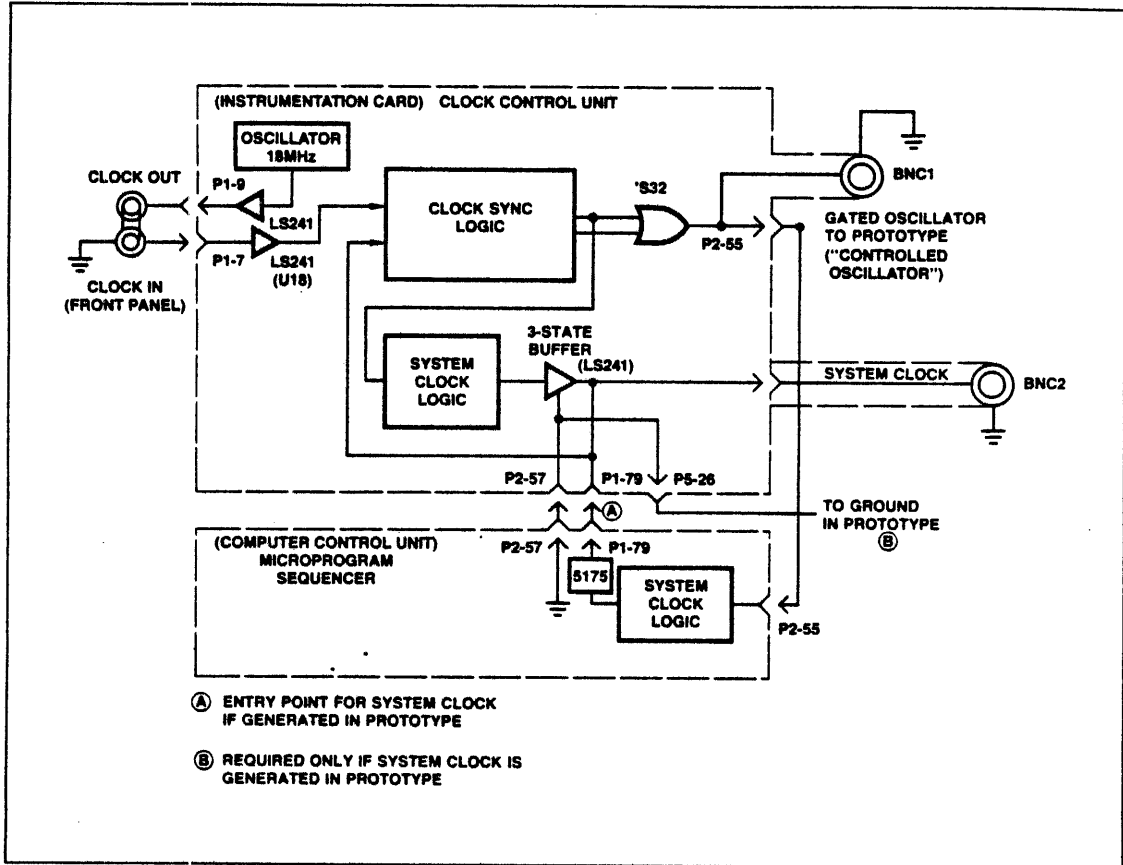 (INSTRUMENTATION CARD) CLOCK CONTROL UNIT
OSCILLATOR
18MHz
CLOCK OUT
P1-9
LS241
P1-7
LS241
(U18)
CLOCK IN
(FRONT PANEL)
CLOCK SYNC
LOGIC
'S32
P2-55
BNC1
GATED OSCILLATOR
TO PROTOTYPE
("CONTROLLED
OSCILLATOR")
SYSTEM
CLOCK
LOGIC
3-STATE
BUFFER
(LS241)
SYSTEM CLOCK
BNC2
P2-57
P1-79
P5-26
A
TO GROUND
IN PROTOTYPE
B
(COMPUTER CONTROL UNIT)
MICROPROGRAM
SEQUENCER
P2-57
P1-79
5175
SYSTEM
CLOCK
LOGIC
P2-55
A ENTRY POINT FOR SYSTEM CLOCK
IF GENERATED IN PROTOTYPE
B REQUIRED ONLY IF SYSTEM CLOCK IS
GENERATED IN PROTOTYPE